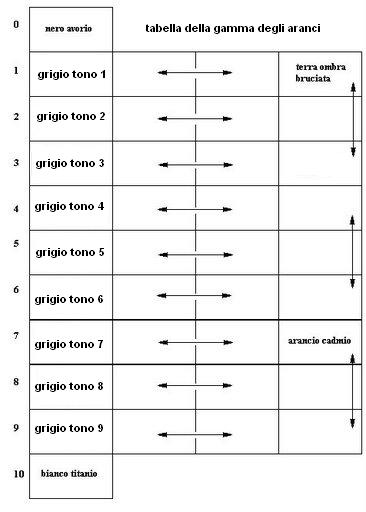 0 nero avorio tabella della gamma degli aranci
1 grigio tono 1 terra ombra
bruciata
2 grigio tono 2
3 grigio tono 3
4 grigio tono 4
5 grigio tono 5
6 grigio tono 6
7 grigio tono 7 arancio cadmio
8 grigio tono 8
9 grigio tono 9
10 bianco titanio